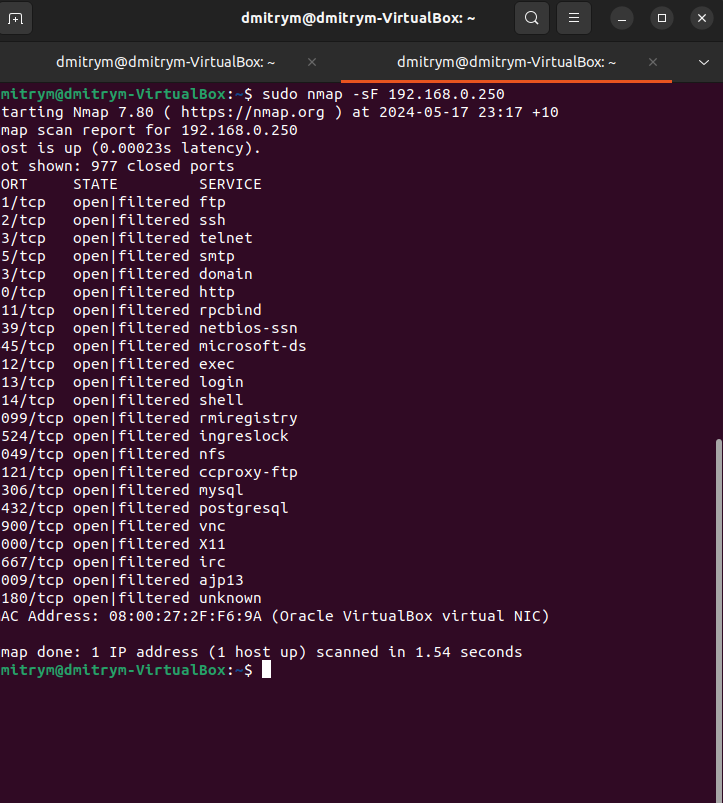 dmitrym@dmitrym-VirtualBox: ~
dmitrym@dmitrym-VirtualBox: ~
dmitrym@dmitrym-VirtualBox: ~
mitrym@dmitrym-VirtualBox:~$ sudo nmap -sF 192.168.0.250
tarting Nmap 7.80 ( https://nmap.org ) at 2024-05-17 23:17 +10
map scan report for 192.168.0.250
ost is up (0.00023s latency).
ot shown: 977 closed ports
ORT     STATE         SERVICE
1/tcp   open|filtered ftp
2/tcp   open|filtered ssh
3/tcp   open|filtered telnet
5/tcp   open|filtered smtp
3/tcp   open|filtered domain
0/tcp   open|filtered http
11/tcp  open|filtered rpcbind
39/tcp  open|filtered netbios-ssn
45/tcp  open|filtered microsoft-ds
12/tcp  open|filtered exec
13/tcp  open|filtered login
14/tcp  open|filtered shell
099/tcp open|filtered rmiregistry
524/tcp open|filtered ingreslock
049/tcp open|filtered nfs
121/tcp open|filtered ccproxy-ftp
306/tcp open|filtered mysql
432/tcp open|filtered postgresql
900/tcp open|filtered vnc
000/tcp open|filtered X11
667/tcp open|filtered irc
009/tcp open|filtered ajp13
180/tcp open|filtered unknown
AC Address: 08:00:27:2F:F6:9A (Oracle VirtualBox virtual NIC)
map done: 1 IP address (1 host up) scanned in 1.54 seconds
mitrym@dmitrym-VirtualBox:~$